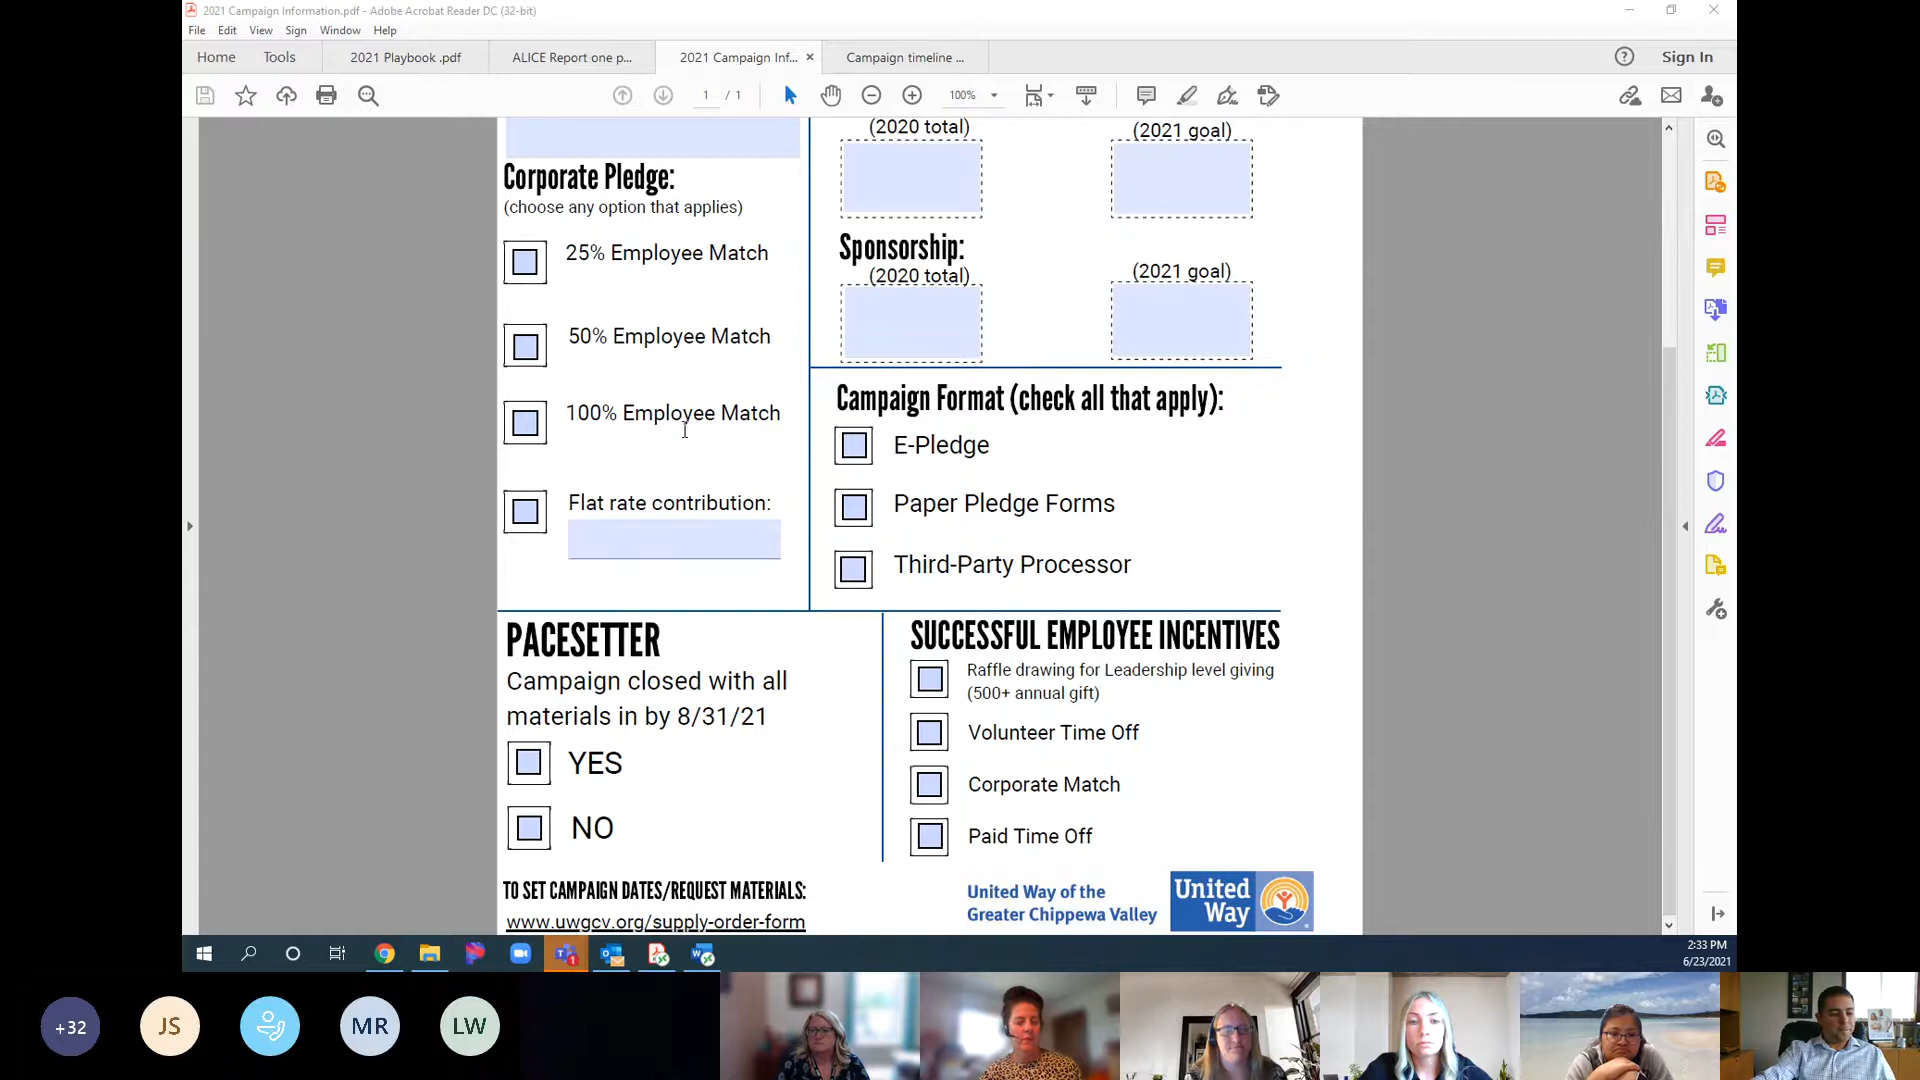 2021 Campaign Information.pdf - Adobe Acrobat Reader DC (32-bit)
File Edit View Sign Window Help
Home Tools 2021 Playbook .pdf ALICE Report one p... 2021 Campaign Inf... × Campaign timeline ... Sign In
1 / 1 100%
(2020 total) (2021 goal)
Corporate Pledge:
(choose any option that applies)
25% Employee Match
50% Employee Match
100% Employee Match
Flat rate contribution:
Sponsorship:
(2020 total) (2021 goal)
Campaign Format (check all that apply):
E-Pledge
Paper Pledge Forms
Third-Party Processor
PACESETTER
Campaign closed with all
materials in by 8/31/21
YES
NO
SUCCESSFUL EMPLOYEE INCENTIVES
Raffle drawing for Leadership level giving
(500+ annual gift)
Volunteer Time Off
Corporate Match
Paid Time Off
TO SET CAMPAIGN DATES/REQUEST MATERIALS:
www.uwgcv.org/supply-order-form
United Way of the
Greater Chippewa Valley
United
Way
2:33 PM
6/23/2021
+32 JS MR LW